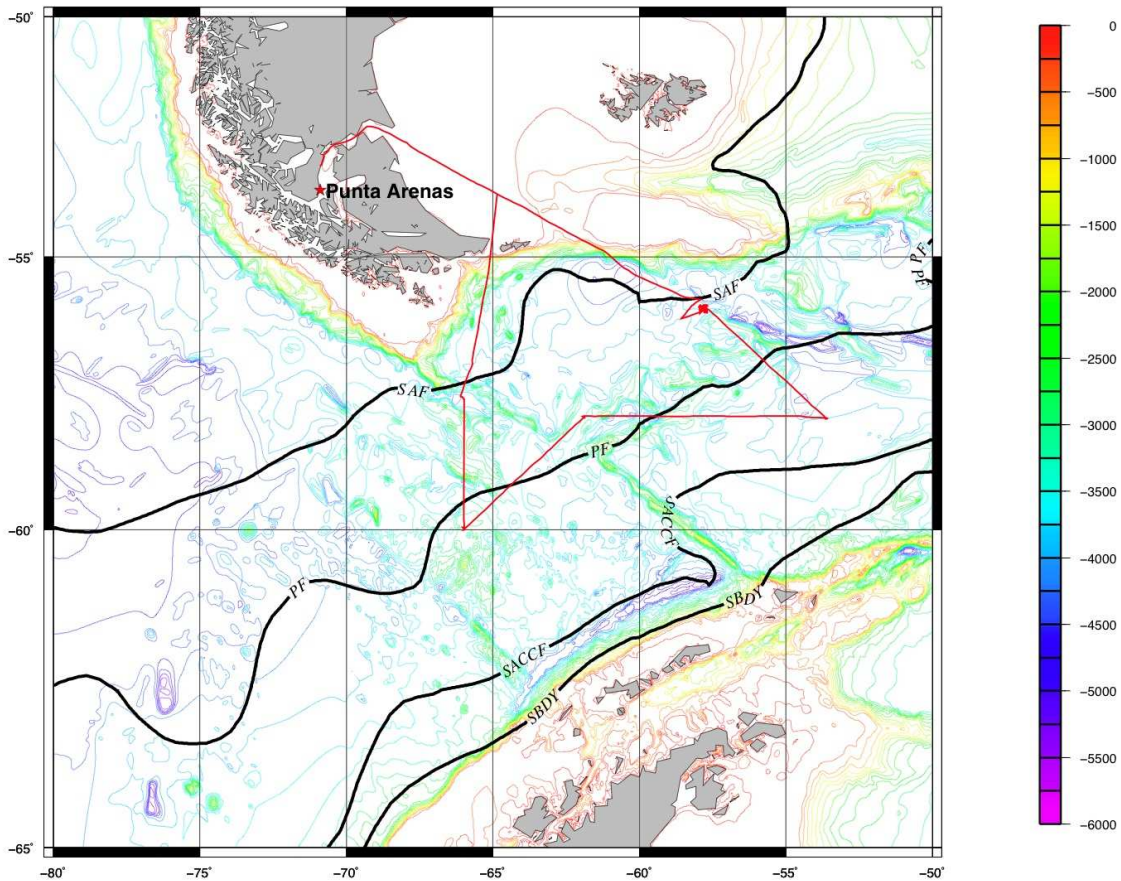 −50°
0
−500
−1000
Punta Arenas
−1500
−2000
−55°
PF
PF
SAF
−2500
SAF
−3000
PF
−3500
SACCF
−60°
−4000
PF
SBDY
−4500
SACCF
−5000
SBDY
−5500
−6000
−65°
−80° −75° −70° −65° −60° −55° −50°